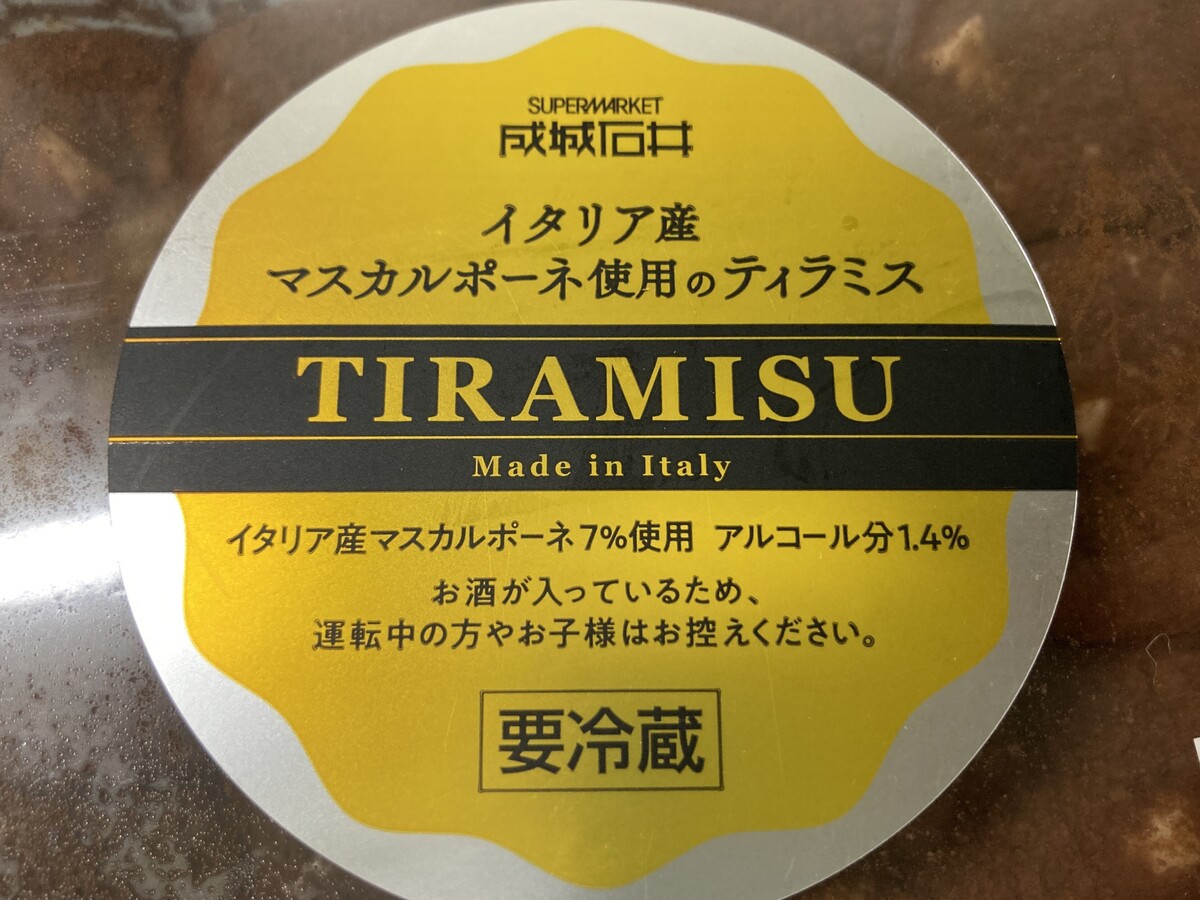 SUPERMARKET
成城石井
イタリア産
マスカルポーネ使用のティラミス
TIRAMISU
Made in Italy
イタリア産マスカルポーネ7%使用 アルコール分1.4%
お酒が入っているため、
運転中の方やお子様はお控えください。
要冷蔵